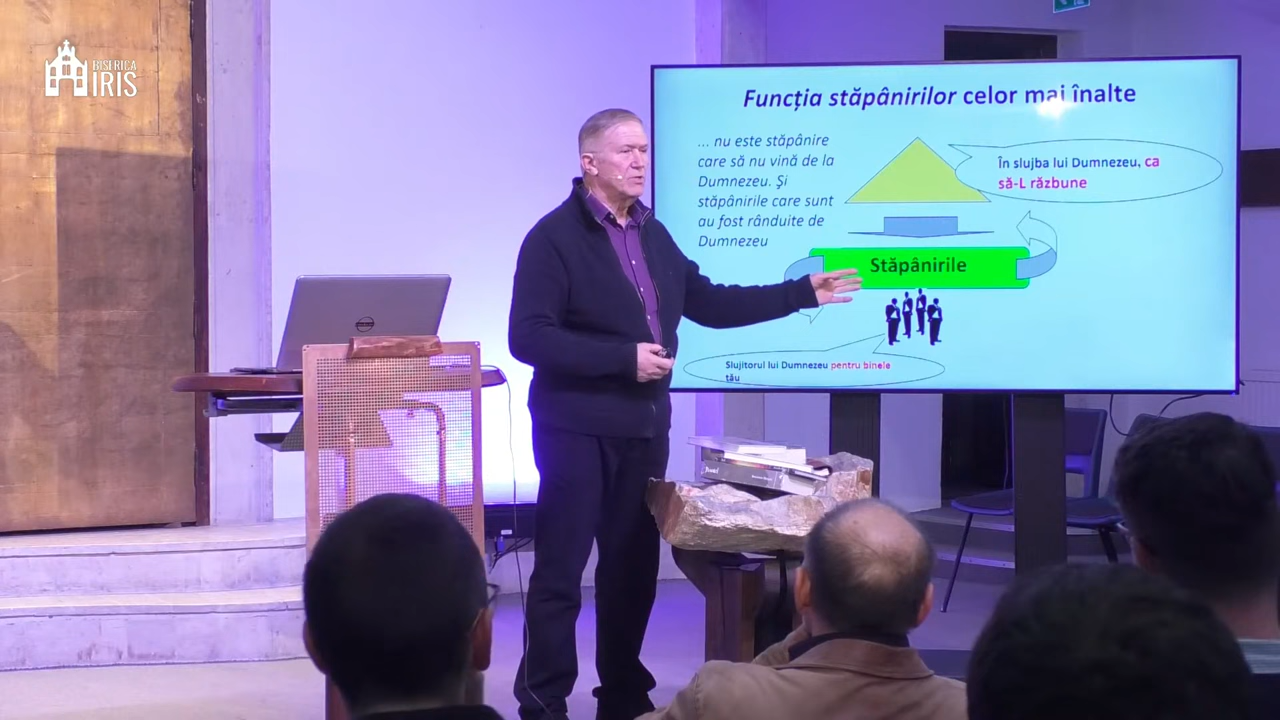 BISERICA
IRIS
Funcția stăpânirilor celor mai înalte
... nu este stăpânire
care să nu vină de la
Dumnezeu. Şi
stăpânirile care sunt
au fost rânduite de
Dumnezeu
În slujba lui Dumnezeu, ca
să-L răzbune
Stăpânirile
Slujitorul lui Dumnezeu pentru binele
tău